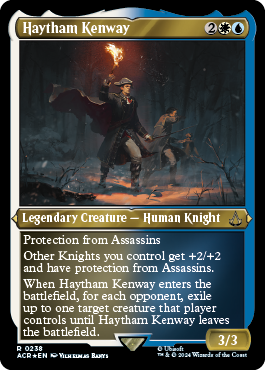 Haytham Kenway 2
Legendary Creature — Human Knight
Protection from Assassins
Other Knights you control get +2/+2
and have protection from Assassins.
When Haytham Kenway enters the
battlefield, for each opponent, exile
up to one target creature that player
controls until Haytham Kenway leaves
the battlefield.
3/3
R 0238
ACR★EN Vilhelmas Banys
™ & © 2024 Wizards of the Coast
© Ubisoft